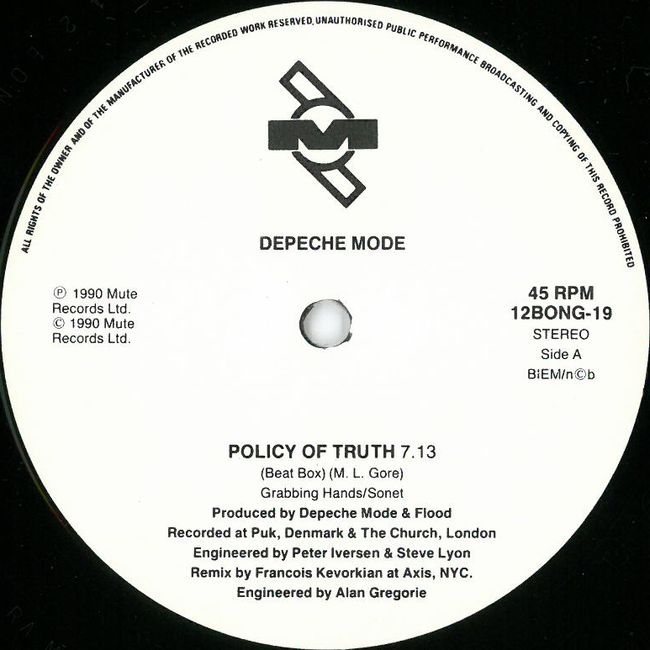 ALL RIGHTS OF THE OWNER AND OF THE MANUFACTURER OF THE RECORDED WORK RESERVED, UNAUTHORISED PUBLIC PERFORMANCE BROADCASTING AND COPYING OF THIS RECORD PROHIBITED
M
DEPECHE MODE
℗ 1990 Mute
Records Ltd.
© 1990 Mute
Records Ltd.
45 RPM
12BONG-19
STEREO
Side A
BIEM/n©b
POLICY OF TRUTH 7.13
(Beat Box) (M. L. Gore)
Grabbing Hands/Sonet
Produced by Depeche Mode & Flood
Recorded at Puk, Denmark & The Church, London
Engineered by Peter Iversen & Steve Lyon
Remix by Francois Kevorkian at Axis, NYC.
Engineered by Alan Gregorie